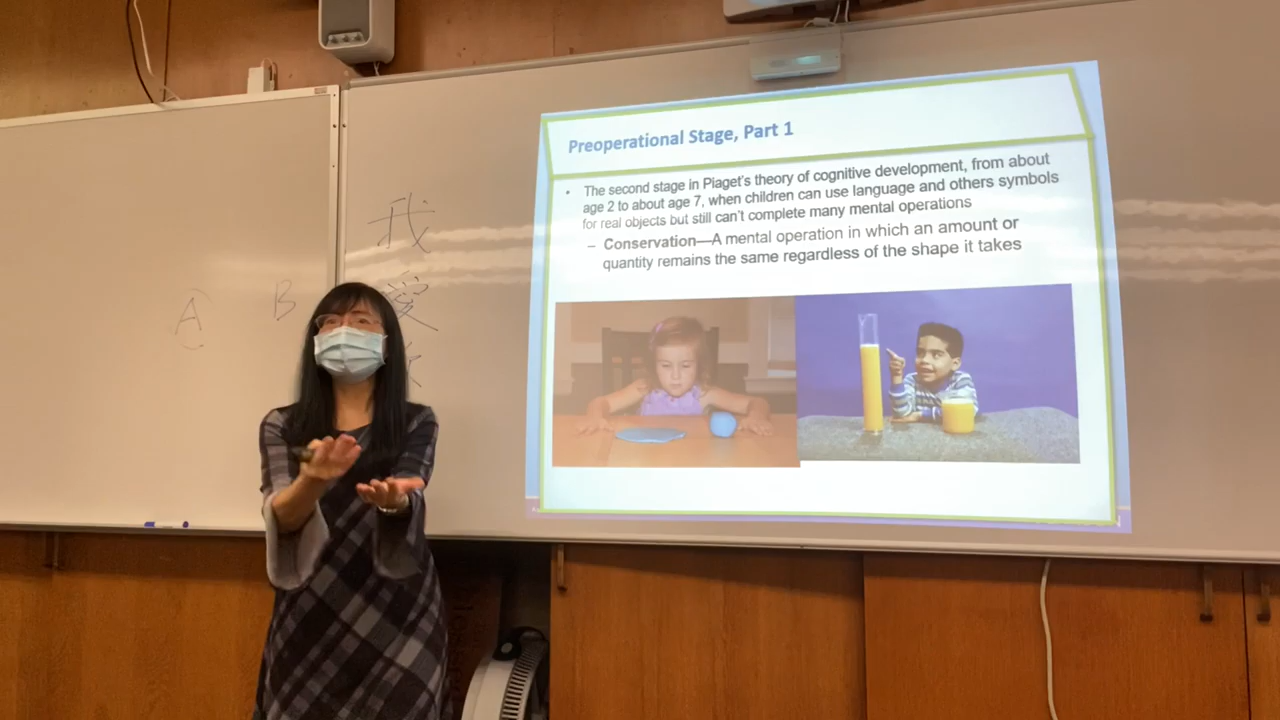 A
B
我
愛
Preoperational Stage, Part 1
• The second stage in Piaget's theory of cognitive development, from about
age 2 to about age 7, when children can use language and others symbols
for real objects but still can't complete many mental operations
– Conservation—A mental operation in which an amount or
quantity remains the same regardless of the shape it takes